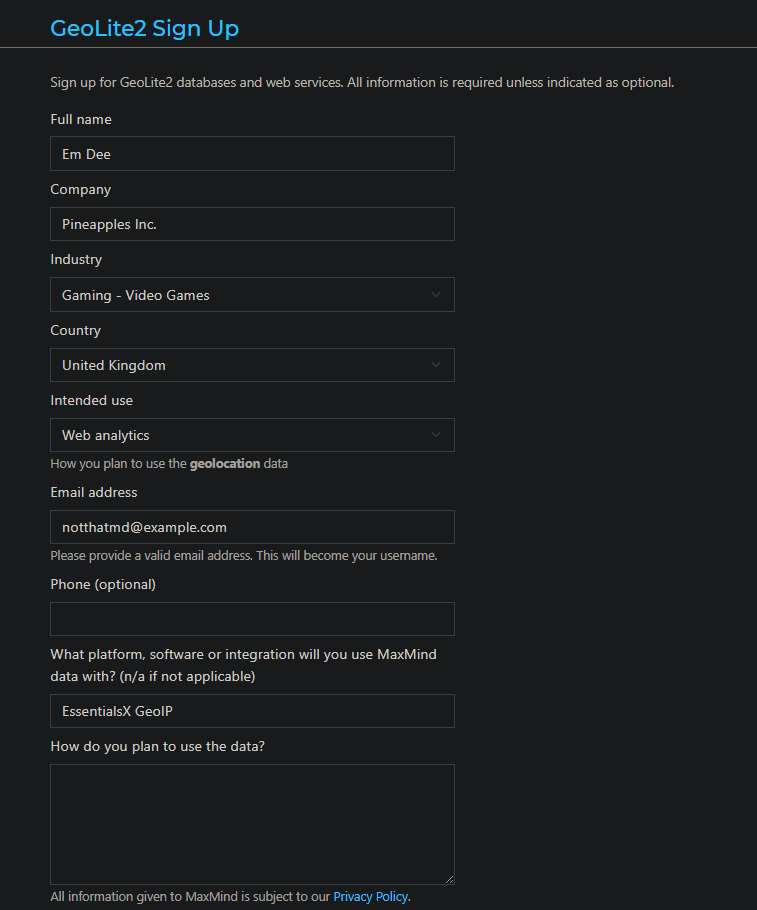 GeoLite2 Sign Up
Sign up for GeoLite2 databases and web services. All information is required unless indicated as optional.
Full name
Em Dee
Company
Pineapples Inc.
Industry
Gaming - Video Games
Country
United Kingdom
Intended use
Web analytics
How you plan to use the geolocation data
Email address
notthatmd@example.com
Please provide a valid email address. This will become your username.
Phone (optional)
What platform, software or integration will you use MaxMind
data with? (n/a if not applicable)
EssentialsX GeoIP
How do you plan to use the data?
All information given to MaxMind is subject to our Privacy Policy.